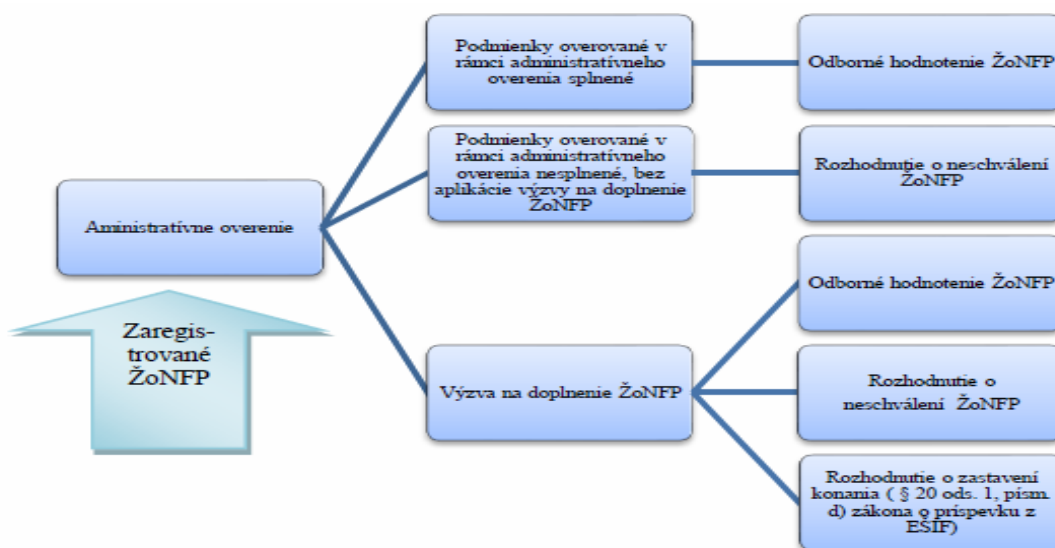 Aministratívne overenie
Zaregis-
trované
ŽoNFP
Podmienky overované v
rámci administratívneho
overenia splnené
Odborné hodnotenie ŽoNFP
Podmienky overované v
rámci administratívneho
overenia nesplnené, bez
aplikácie výzvy na doplnenie
ŽoNFP
Rozhodnutie o neschválení
ŽoNFP
Výzva na doplnenie ŽoNFP
Odborné hodnotenie ŽoNFP
Rozhodnutie o
neschválení ŽoNFP
Rozhodnutie o zastavení
konania ( § 20 ods. 1, písm.
d) zákona o príspevku z
EŠIF)